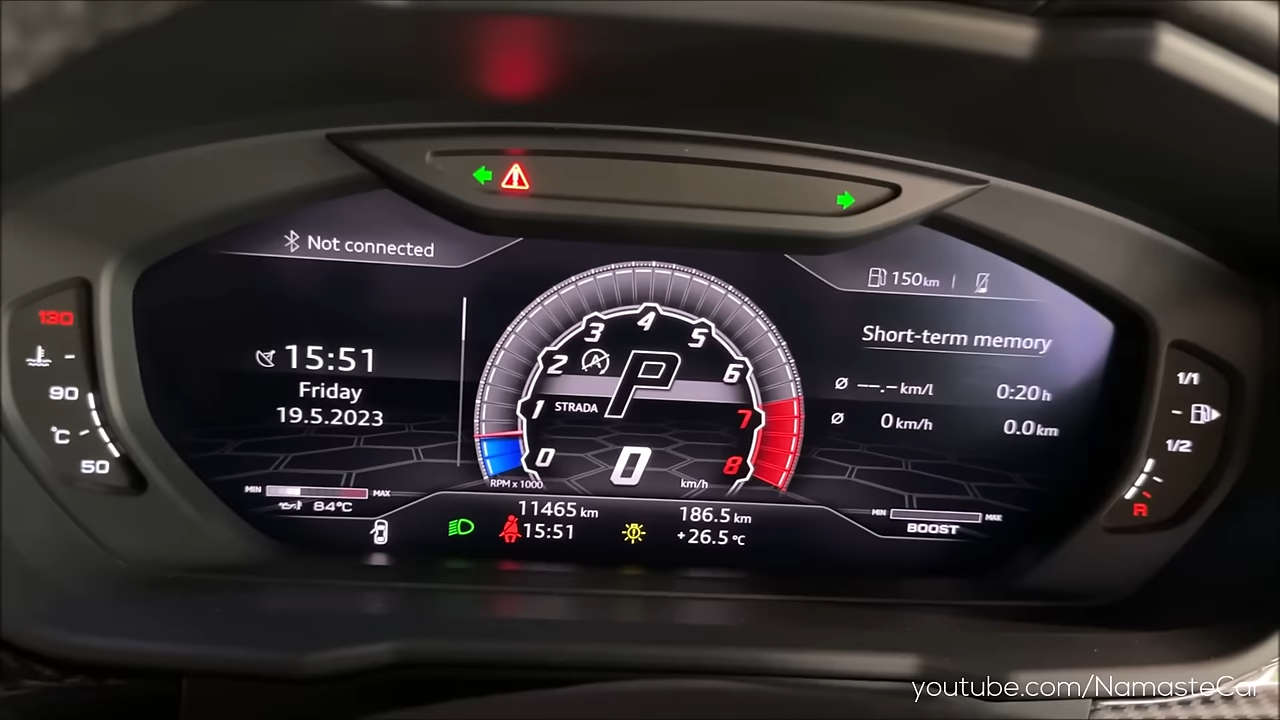 Not connected
150 km
130
90
°C
50
15:51
Friday
19.5.2023
MIN MAX
84°C
0
1
2
3
4
5
6
7
8
P
STRADA
0
RPM x 1000
km/h
Short-term memory
Ø --.- km/l 0:20 h
Ø 0 km/h 0.0 km
1/1
1/2
R
MIN MAX
BOOST
11465 km 186.5 km
15:51 +26.5 °C
youtube.com/NamasteCar